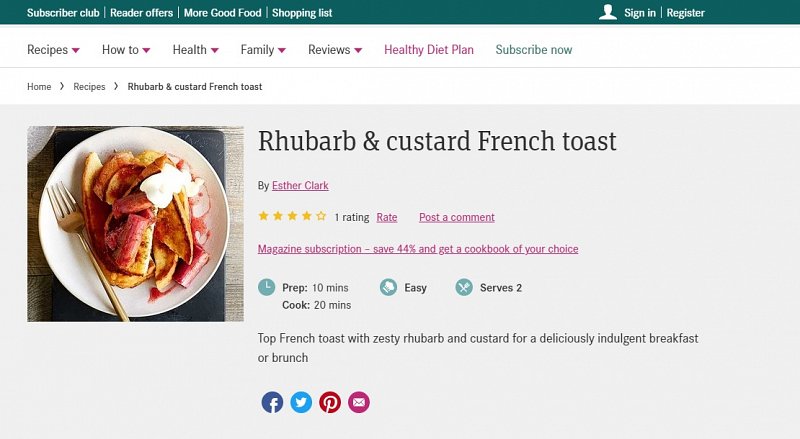 Subscriber club | Reader offers | More Good Food | Shopping list
Sign in | Register
Recipes How to Health Family Reviews Healthy Diet Plan Subscribe now
Home > Recipes > Rhubarb & custard French toast
Rhubarb & custard French toast
By Esther Clark
1 rating Rate Post a comment
Magazine subscription – save 44% and get a cookbook of your choice
Prep: 10 mins Easy Serves 2
Cook: 20 mins
Top French toast with zesty rhubarb and custard for a deliciously indulgent breakfast
or brunch